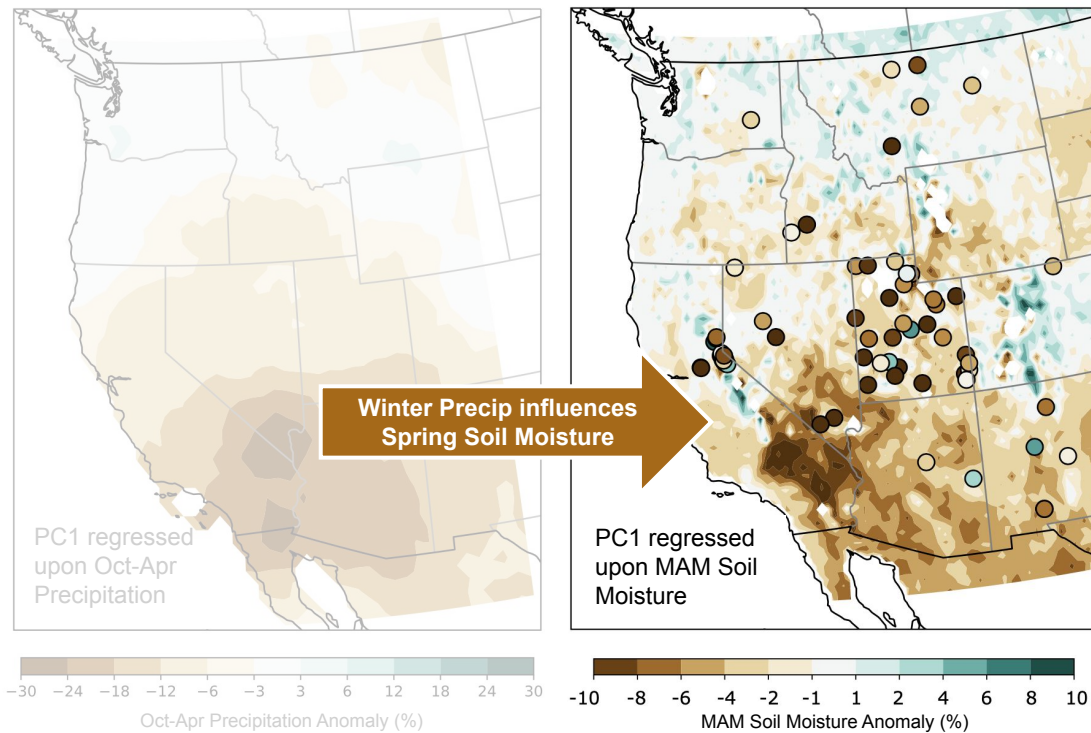 PC1 regressed
upon Oct-Apr
Precipitation
-30 -24 -18 -12 -6 -3 3 6 12 18 24 30
Oct-Apr Precipitation Anomaly (%)
Winter Precip influences
Spring Soil Moisture
PC1 regressed
upon MAM Soil
Moisture
-10 -8 -6 -4 -2 -1 1 2 4 6 8 10
MAM Soil Moisture Anomaly (%)